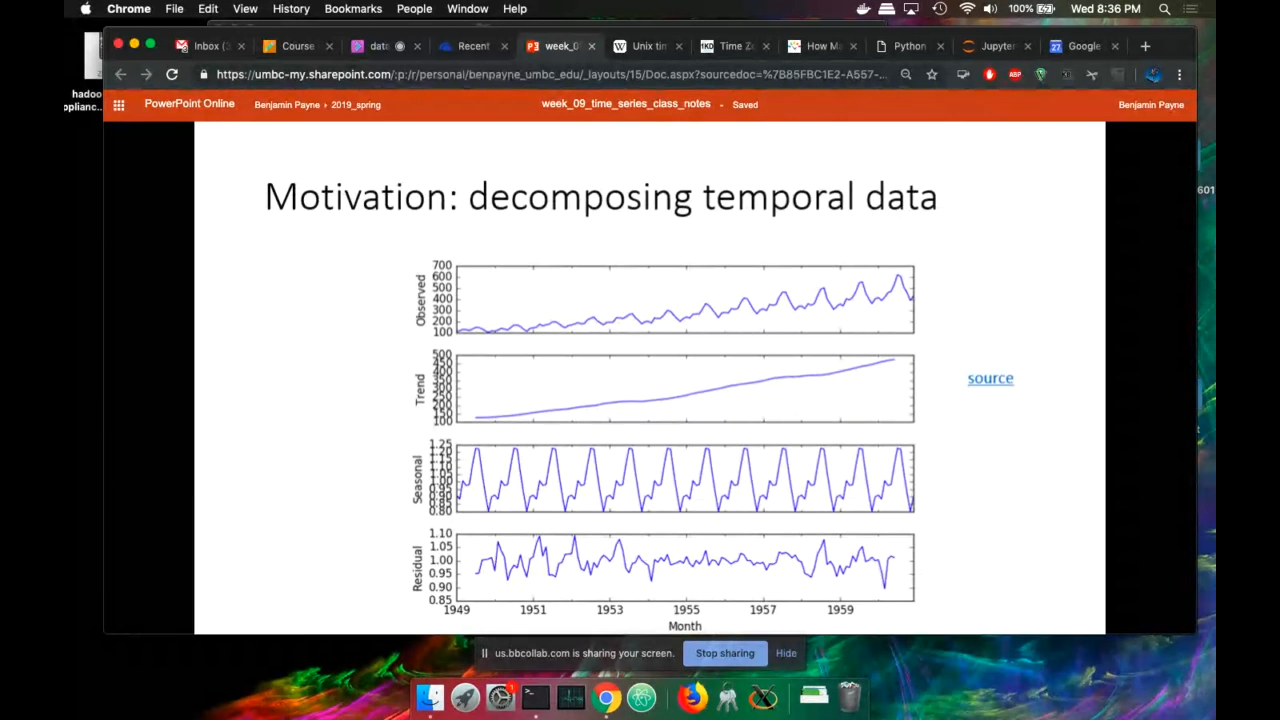 Chrome File Edit View History Bookmarks People Window Help 100% Wed 8:36 PM
Inbox (3 Course data Recent week_0 Unix tim Time Z How Ma Python Jupyter Google
https://umbc-my.sharepoint.com/:p:/r/personal/benpayne_umbc_edu/_layouts/15/Doc.aspx?sourcedoc=%7B85FBC1E2-A557-...
hadoo
pplianc...
PowerPoint Online Benjamin Payne › 2019_spring week_09_time_series_class_notes - Saved Benjamin Payne
601
Motivation: decomposing temporal data
Observed
700
600
500
400
300
200
100
Trend
500
450
400
350
300
250
200
150
100
source
Seasonal
1.25
1.20
1.15
1.10
1.05
1.00
0.95
0.90
0.85
0.80
Residual
1.10
1.05
1.00
0.95
0.90
0.85
1949 1951 1953 1955 1957 1959
Month
us.bbcollab.com is sharing your screen. Stop sharing Hide